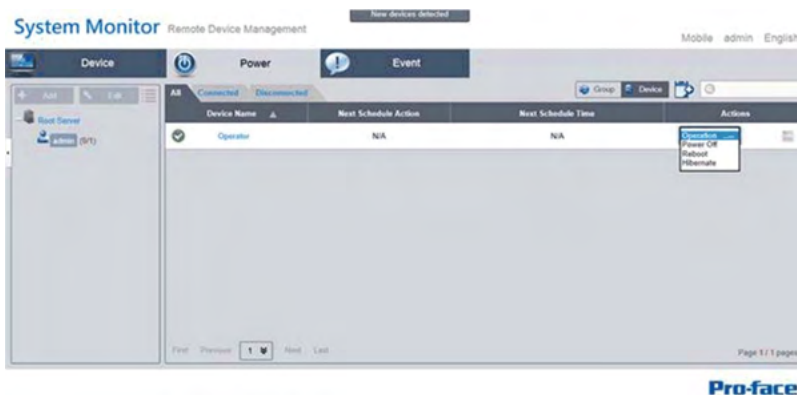 New devices detected
System Monitor Remote Device Management
Mobile admin English
Device Power Event
Add Edit All Connected Disconnected Group Device
Device Name Next Schedule Action Next Schedule Time Actions
Root Server
admin (0/1)
Operator N/A N/A Operation ...
Power Off
Reboot
Hibernate
First Previous 1 Next Last Page 1 / 1 pages
Pro-face